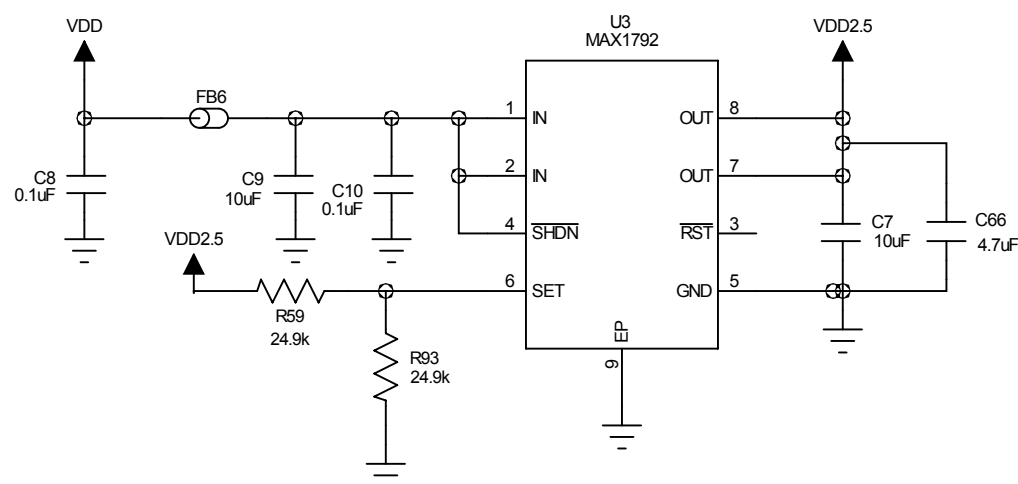 U3
MAX1792
VDD
VDD2.5
FB6
1
IN
OUT
8
C8
0.1uF
C9
10uF
C10
0.1uF
2
IN
OUT
7
4
SHDN
RST
3
C7
10uF
C66
4.7uF
VDD2.5
6
SET
GND
5
R59
24.9k
R93
24.9k
EP
9